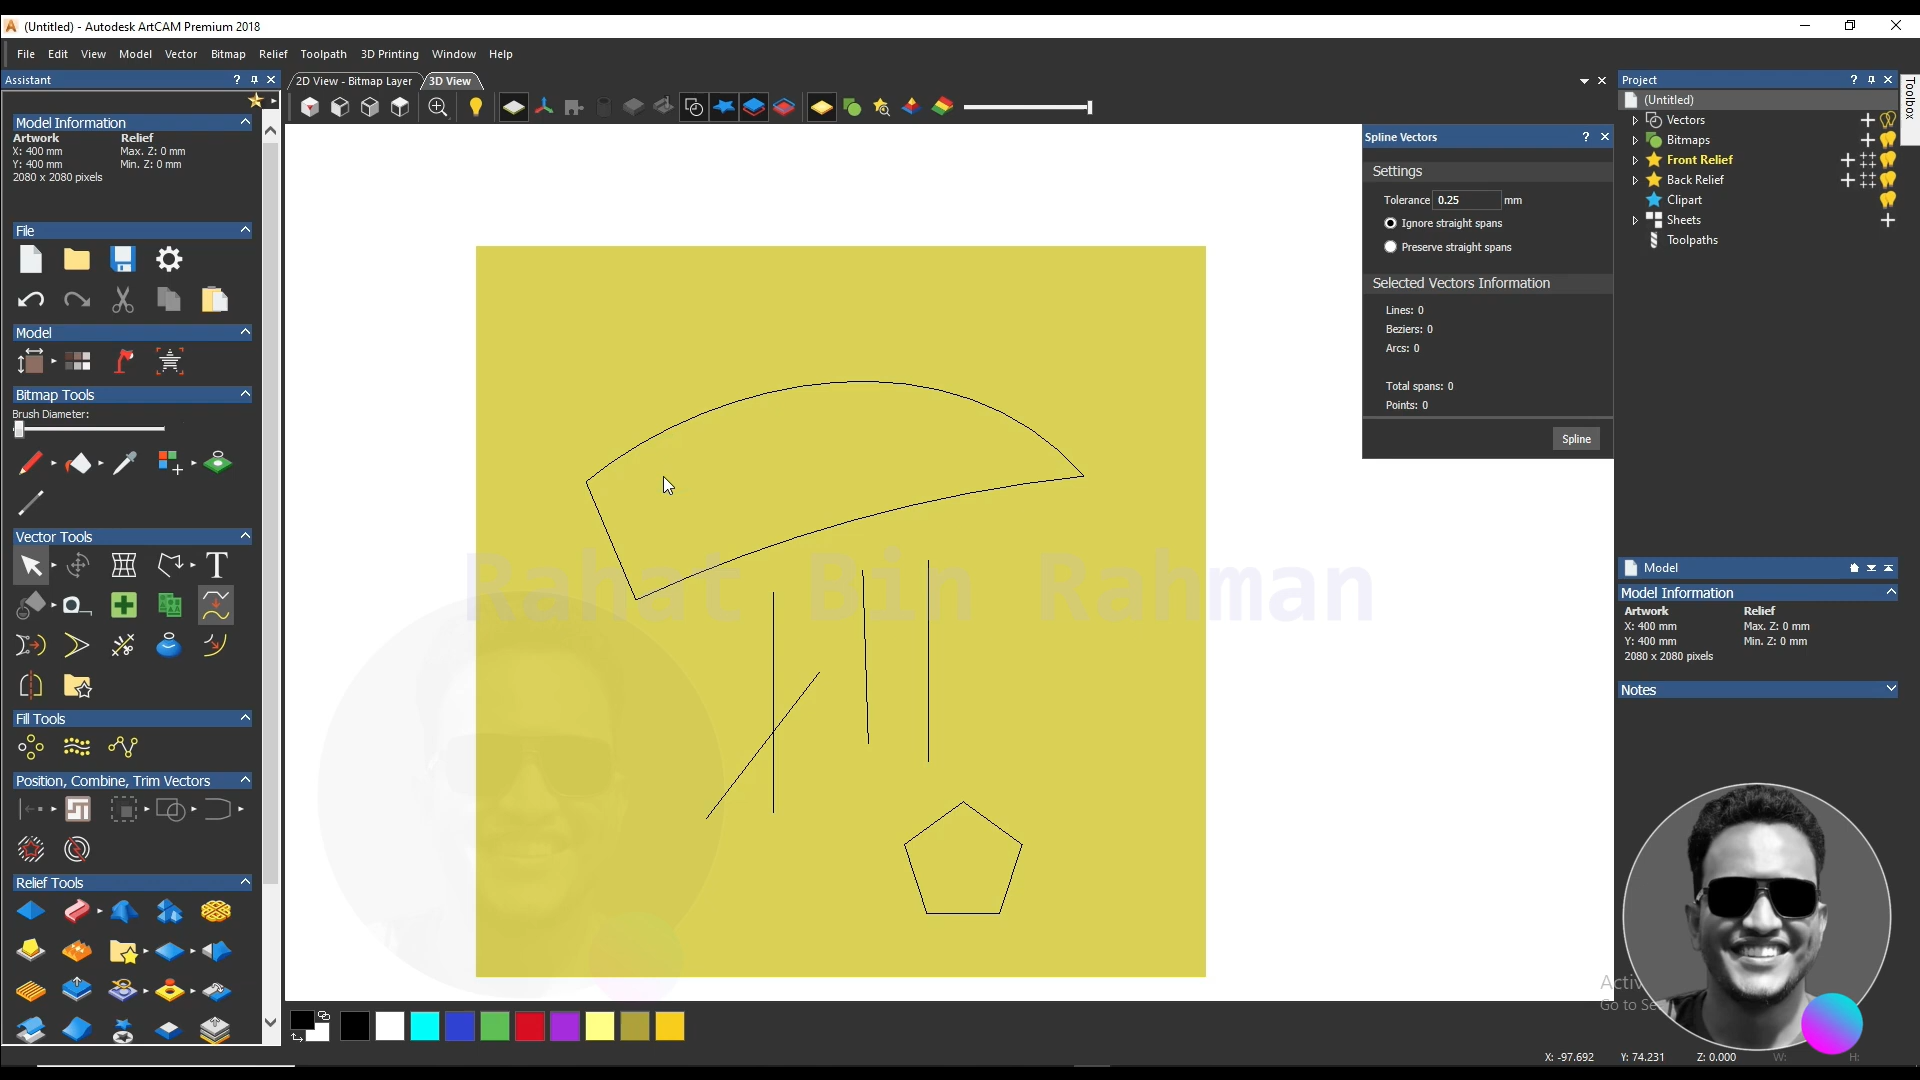 (Untitled) - Autodesk ArtCAM Premium 2018
File Edit View Model Vector Bitmap Relief Toolpath 3D Printing Window Help
Assistant
Model Information
Artwork Relief
X: 400 mm Max. Z: 0 mm
Y: 400 mm Min. Z: 0 mm
2080 x 2080 pixels
File
Model
Bitmap Tools
Brush Diameter:
Vector Tools
Fill Tools
Position, Combine, Trim Vectors
Relief Tools
2D View - Bitmap Layer
3D View
Rahat Bin Rahman
Spline Vectors
Settings
Tolerance 0.25 mm
Ignore straight spans
Preserve straight spans
Selected Vectors Information
Lines: 0
Beziers: 0
Arcs: 0
Total spans: 0
Points: 0
Spline
Project
(Untitled)
Vectors
Bitmaps
Front Relief
Back Relief
Clipart
Sheets
Toolpaths
Toolbox
Model
Model Information
Artwork Relief
X: 400 mm Max. Z: 0 mm
Y: 400 mm Min. Z: 0 mm
2080 x 2080 pixels
Notes
Go to
X: -97.692 Y: 74.231 Z: 0.000 W: H: